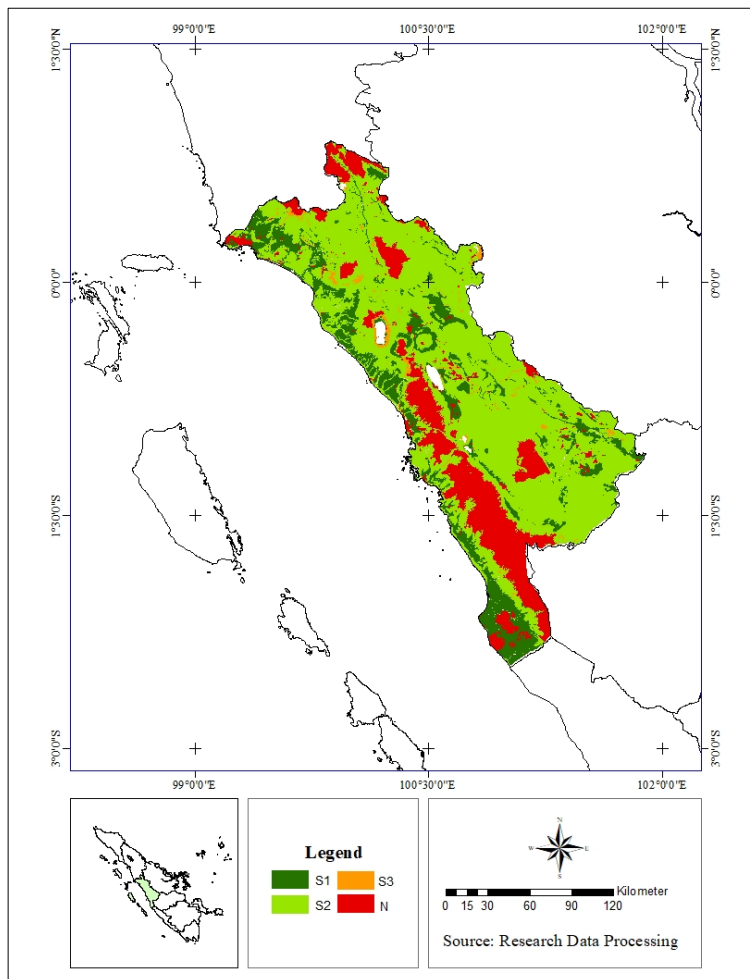 99°0'0"E 100°30'0"E 102°0'0"E
1°30'0"N 1°30'0"N
0°0'0" 0°0'0"
1°30'0"S 1°30'0"S
3°0'0"S 3°0'0"S
99°0'0"E 100°30'0"E 102°0'0"E
Legend
S1 S3
S2 N
N
W E
S
Kilometer
0 15 30 60 90 120
Source: Research Data Processing